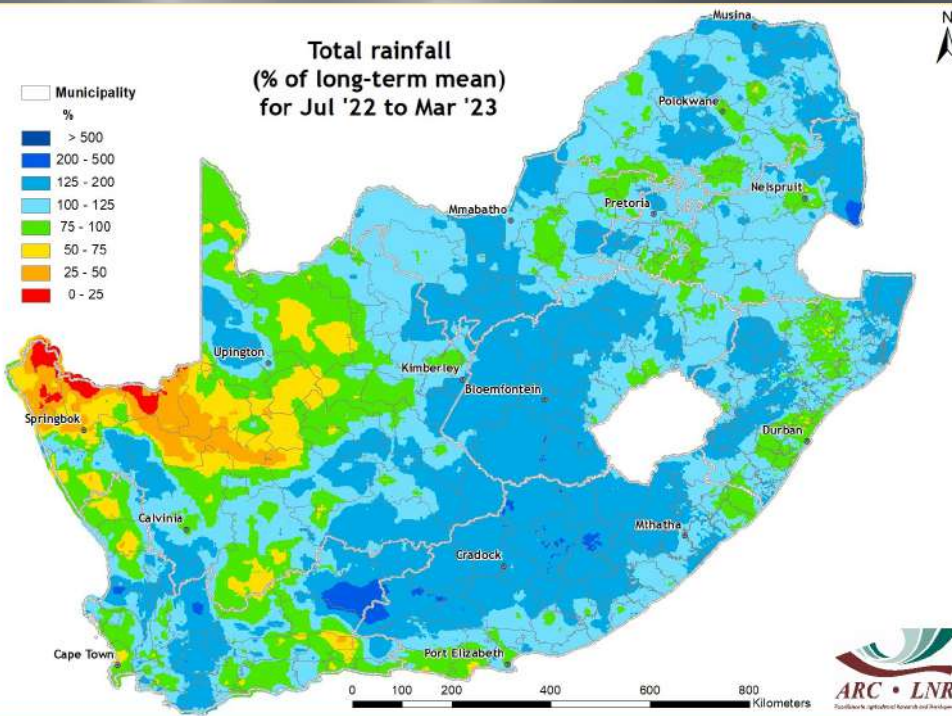 Total rainfall
(% of long-term mean)
for Jul '22 to Mar '23
N
Municipality
%
> 500
200 - 500
125 - 200
100 - 125
75 - 100
50 - 75
25 - 50
0 - 25
Musina
Polokwane
Nelspruit
Pretoria
Mmabatho
Upington
Kimberley
Bloemfontein
Springbok
Durban
Calvinia
Mthatha
Cradock
Cape Town
Port Elizabeth
0 100 200 400 600 800
Kilometers
ARC • LNR